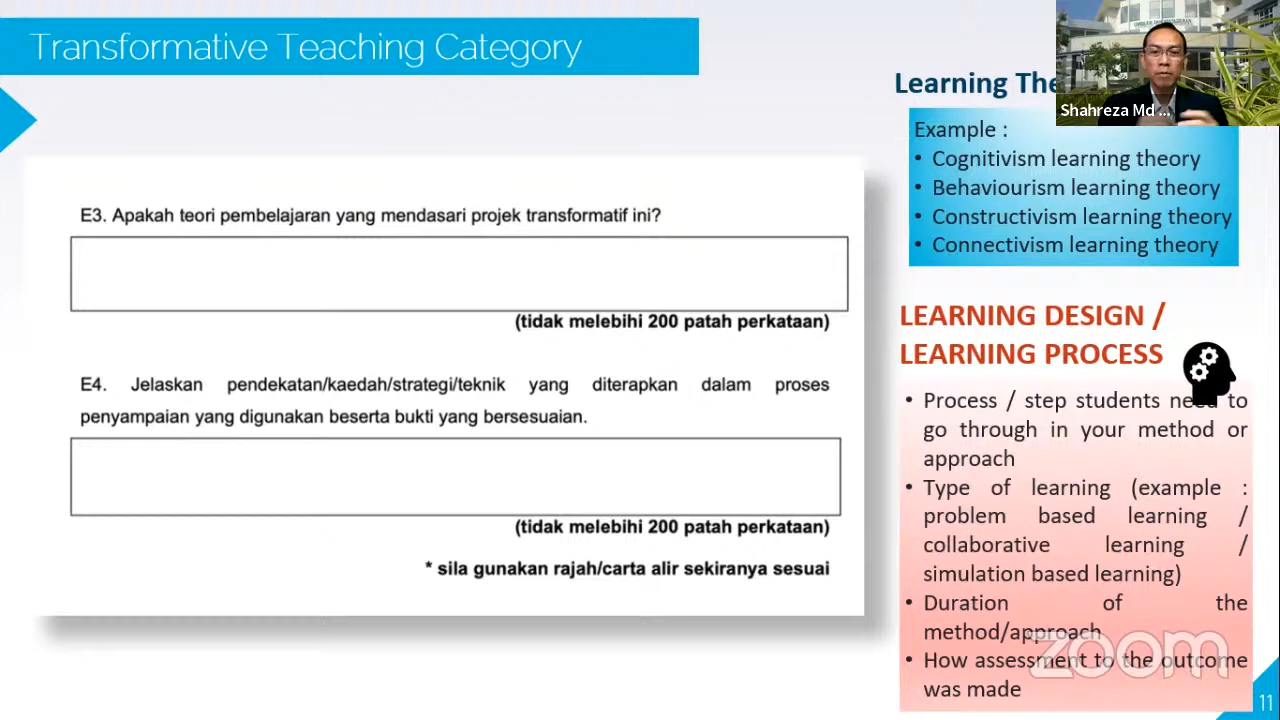 Transformative Teaching Category
E3. Apakah teori pembelajaran yang mendasari projek transformatif ini?
(tidak melebihi 200 patah perkataan)
E4. Jelaskan pendekatan/kaedah/strategi/teknik yang diterapkan dalam proses
penyampaian yang digunakan beserta bukti yang bersesuaian.
(tidak melebihi 200 patah perkataan)
* sila gunakan rajah/carta alir sekiranya sesuai
Learning
Shahreza Md ...
Example :
• Cognitivism learning theory
• Behaviourism learning theory
• Constructivism learning theory
• Connectivism learning theory
LEARNING DESIGN /
LEARNING PROCESS
• Process / step students need to
go through in your method or
approach
• Type of learning (example :
problem based learning /
collaborative learning /
simulation based learning)
• Duration of the
method/approach
• How assessment to the outcome
was made
zoom
11